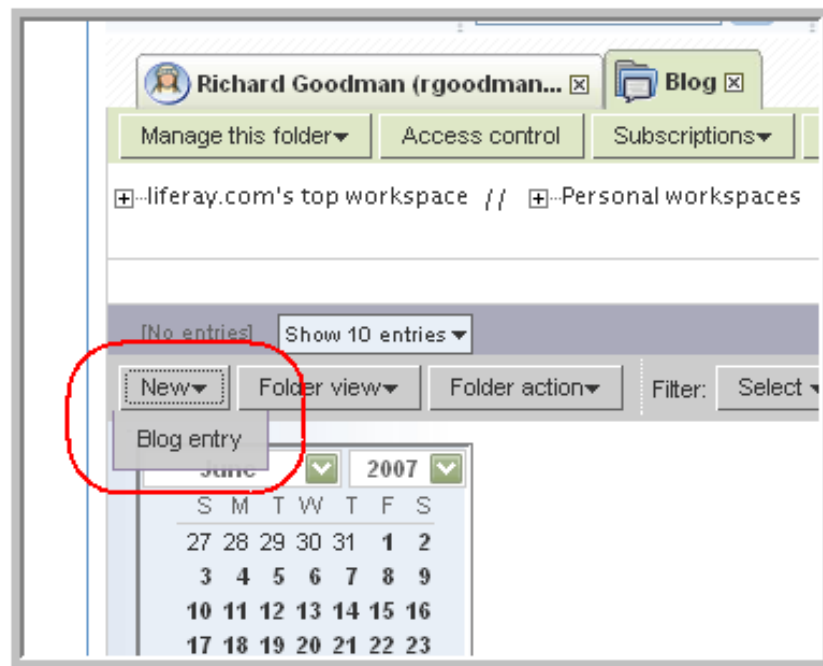 Richard Goodman (rgoodman... Blog
Manage this folder Access control Subscriptions
liferay.com's top workspace // Personal workspaces
[No entries] Show 10 entries
New Folder view Folder action Filter: Select
Blog entry
June 2007
S M T W T F S
27 28 29 30 31 1 2
3 4 5 6 7 8 9
10 11 12 13 14 15 16
17 18 19 20 21 22 23